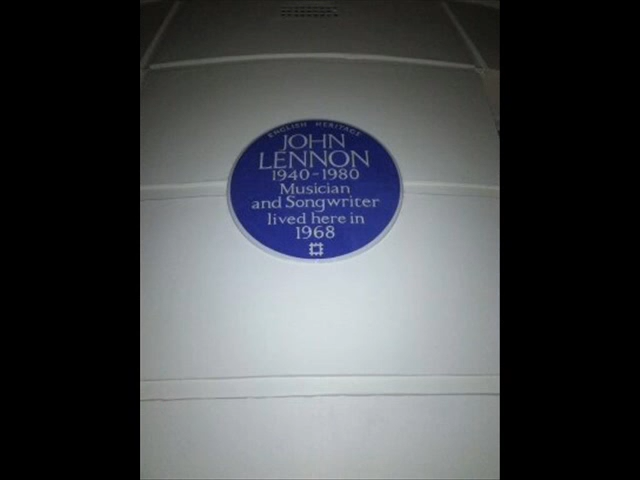 ENGLISH HERITAGE
JOHN
LENNON
1940-1980
Musician
and Songwriter
lived here in
1968